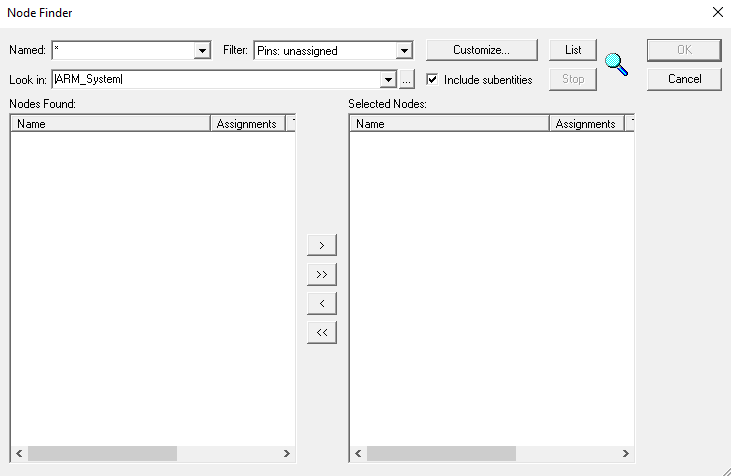 Node Finder
Named: * Filter: Pins: unassigned Customize... List OK
Look in: |ARM_System| ... Include subentities Stop Cancel
Nodes Found: Selected Nodes:
Name Assignments Name Assignments
>
>>
<
<<